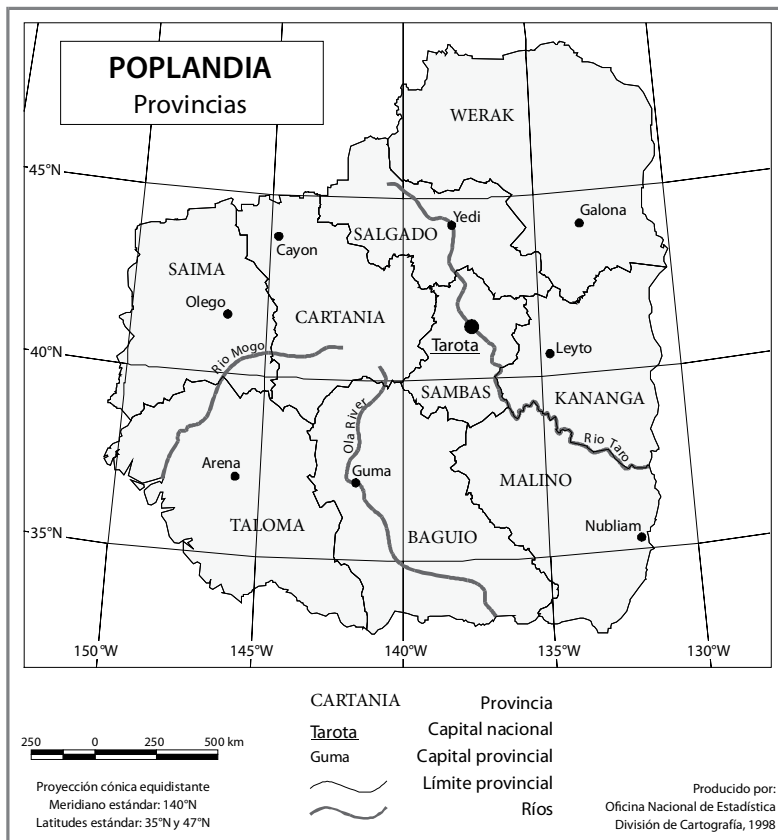 POPLANDIA
Provincias
WERAK
45°N
SALGADO
Yedi
Galona
Cayon
SAIMA
Olego
CARTANIA
Tarota
Leyto
40°N
Rio Mogo
SAMBAS
KANANGA
Ola River
Rio Taro
Arena
Guma
MALINO
TALOMA
BAGUIO
Nubliam
35°N
150°W 145°W 140°W 135°W 130°W
CARTANIA Provincia
Tarota Capital nacional
Guma Capital provincial
Límite provincial
Ríos
250 0 250 500 km
Proyección cónica equidistante
Meridiano estándar: 140°N
Latitudes estándar: 35°N y 47°N
Producido por:
Oficina Nacional de Estadística
División de Cartografía, 1998